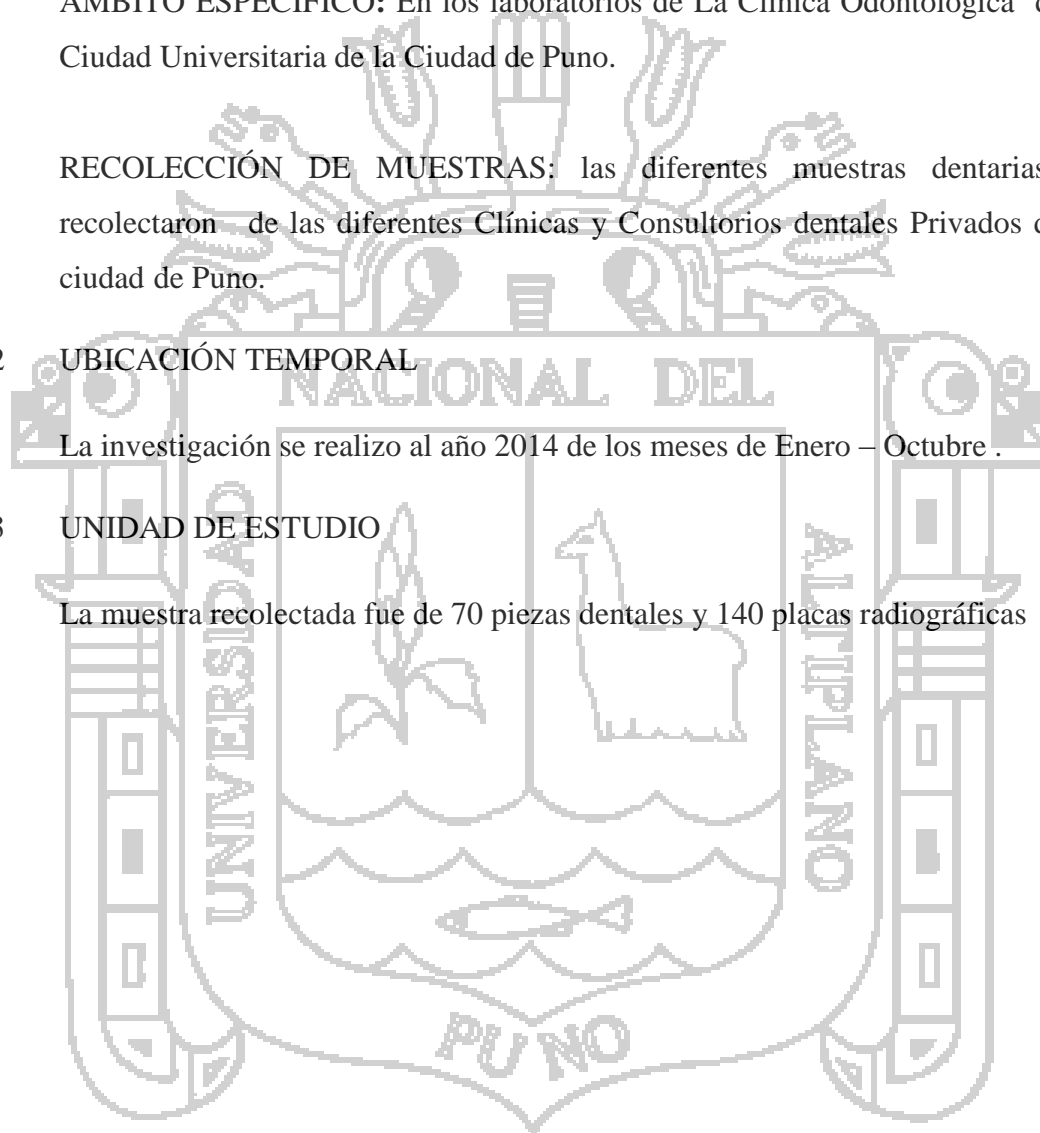 ÁMBITO ESPECÍFICO: En los laboratorios de La Clínica Odontológica
Ciudad Universitaria de la Ciudad de Puno.
RECOLECCIÓN DE MUESTRAS: las diferentes muestras dentarias
recolectaron de las diferentes Clínicas y Consultorios dentales Privados
ciudad de Puno.
2 UBICACIÓN TEMPORAL
NACIONAL DEL
La investigación se realizo al año 2014 de los meses de Enero – Octubre .
3 UNIDAD DE ESTUDIO
La muestra recolectada fue de 70 piezas dentales y 140 placas radiográficas
UNIVERSIDAD
ALTIPLANO
PUNO